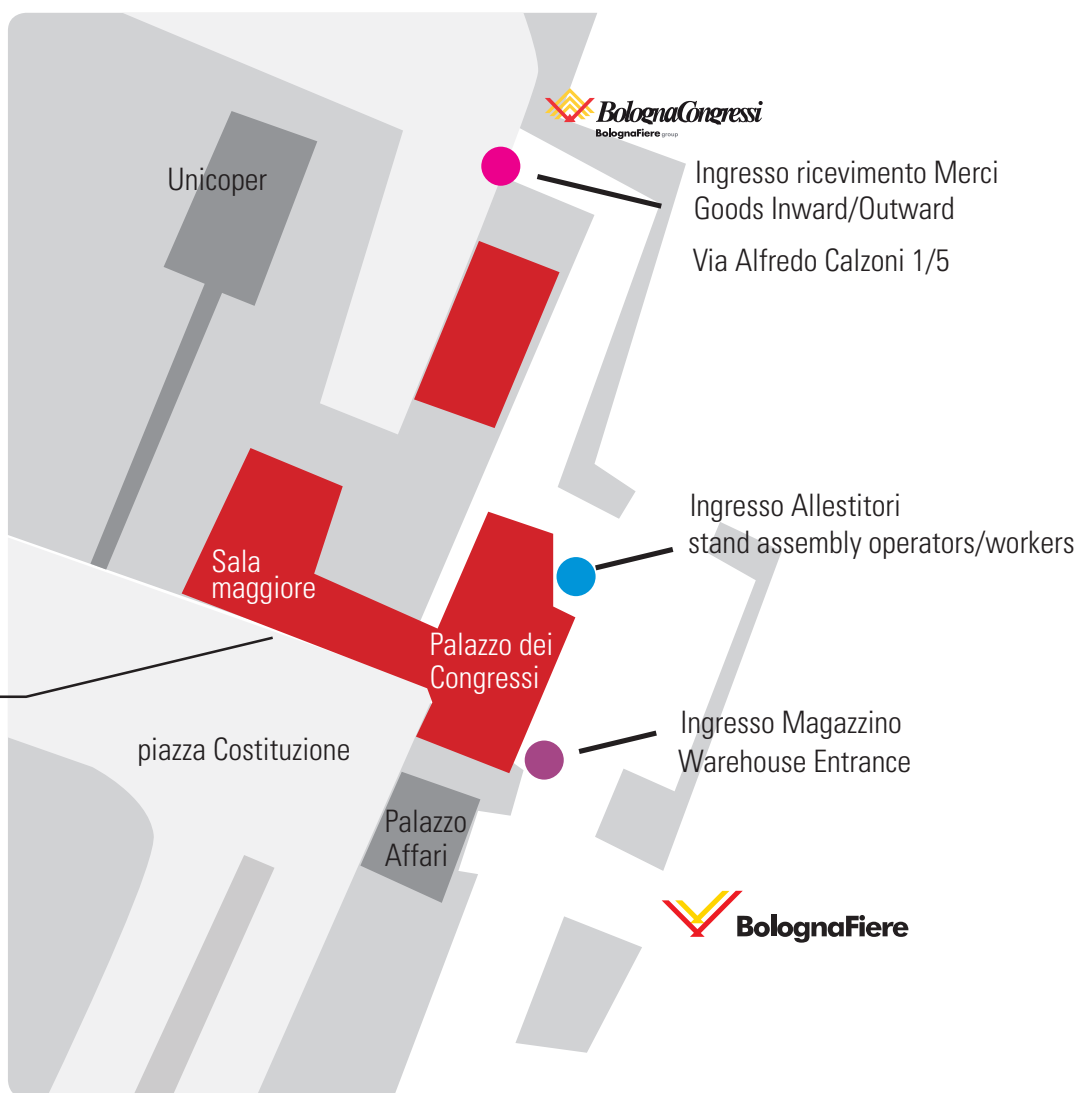 BolognaCongressi
BolognaFiere group
Unicoper
Ingresso ricevimento Merci
Goods Inward/Outward
Via Alfredo Calzoni 1/5
Ingresso Allestitori
stand assembly operators/workers
Sala
maggiore
Palazzo dei
Congressi
piazza Costituzione
Ingresso Magazzino
Warehouse Entrance
Palazzo
Affari
BolognaFiere